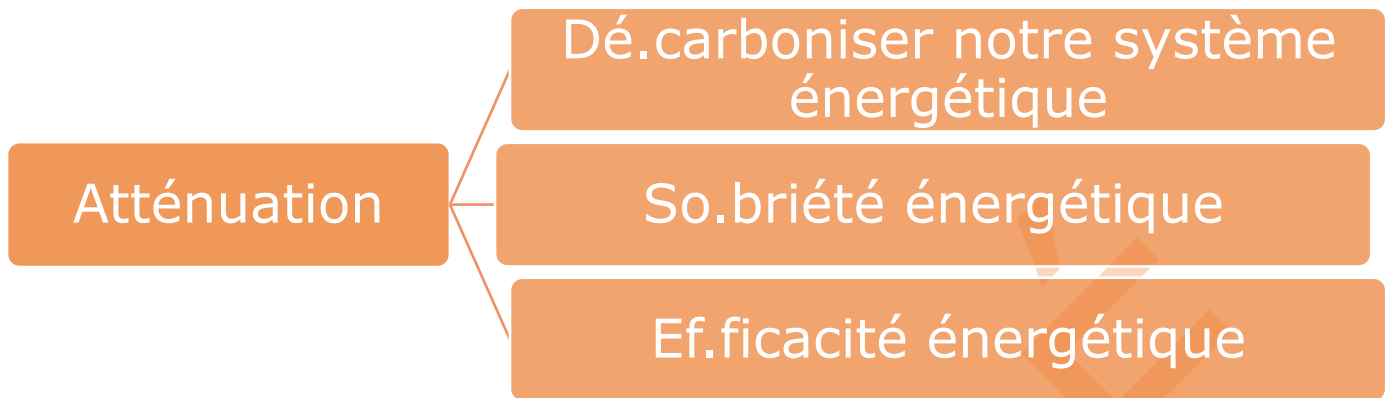 Atténuation
Dé.carboniser notre système
énergétique
So.briété énergétique
Ef.ficacité énergétique
É